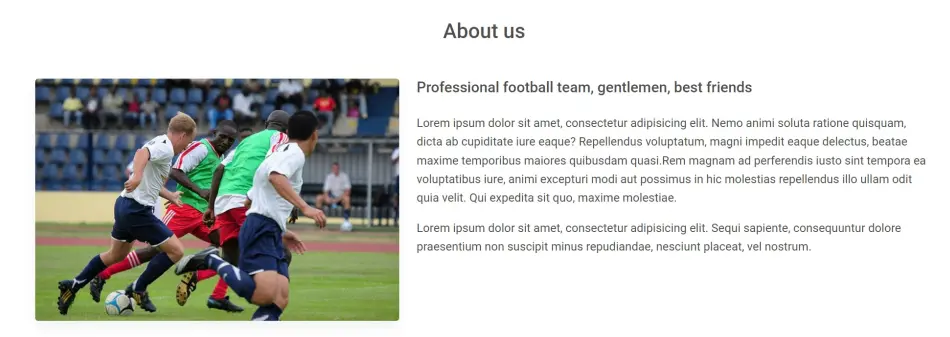 About us
Professional football team, gentlemen, best friends
Lorem ipsum dolor sit amet, consectetur adipisicing elit. Nemo animi soluta ratione quisquam,
dicta ab cupiditate iure eaque? Repellendus voluptatum, magni impedit eaque delectus, beatae
maxime temporibus maiores quibusdam quasi.Rem magnam ad perferendis iusto sint tempora ea
voluptatibus iure, animi excepturi modi aut possimus in hic molestias repellendus illo ullam odit
quia velit. Qui expedita sit quo, maxime molestiae.
Lorem ipsum dolor sit amet, consectetur adipisicing elit. Sequi sapiente, consequuntur dolore
praesentium non suscipit minus repudiandae, nesciunt placeat, vel nostrum.